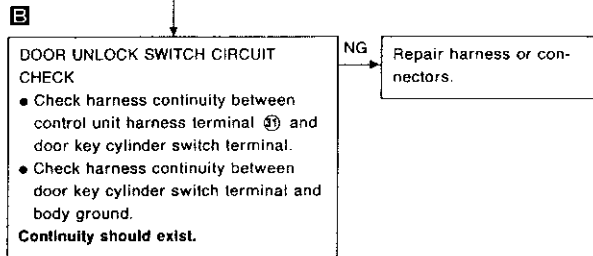 B
DOOR UNLOCK SWITCH CIRCUIT
CHECK
● Check harness continuity between
control unit harness terminal ㉛ and
door key cylinder switch terminal.
● Check harness continuity between
door key cylinder switch terminal and
body ground.
Continuity should exist.
NG
Repair harness or con-
nectors.